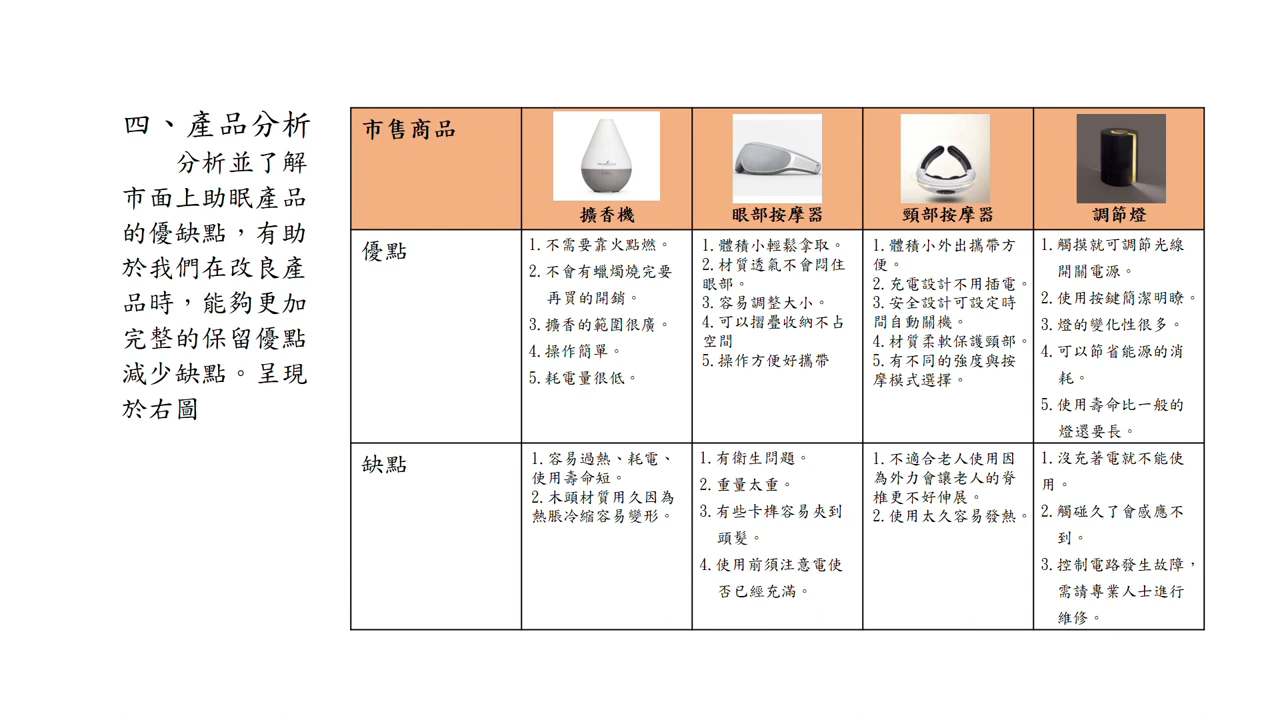 四、產品分析
分析並了解
市面上助眠產品
的優缺點，有助
於我們在改良產
品時，能夠更加
完整的保留優點
減少缺點。呈現
於右圖
市售商品
擴香機
眼部按摩器
頸部按摩器
調節燈
優點
1.不需要靠火點燃。
2.不會有蠟燭燒完要
再買的開銷。
3.擴香的範圍很廣。
4.操作簡單。
5.耗電量很低。
1.體積小輕鬆拿取。
2.材質透氣不會悶住
眼部。
3.容易調整大小。
4.可以摺疊收納不占
空間
5.操作方便好攜帶
1.體積小外出攜帶方
便。
2.充電設計不用插電。
3.安全設計可設定時
間自動關機。
4.材質柔軟保護頸部。
5.有不同的強度與按
摩模式選擇。
1.觸摸就可調節光線
開關電源。
2.使用按鍵簡潔明瞭。
3.燈的變化性很多。
4.可以節省能源的消
耗。
5.使用壽命比一般的
燈還要長。
缺點
1.容易過熱、耗電、
使用壽命短。
2.木頭材質用久因為
熱脹冷縮容易變形。
1.有衛生問題。
2.重量太重。
3.有些卡榫容易夾到
頭髮。
4.使用前須注意電使
否已經充滿。
1.不適合老人使用因
為外力會讓老人的脊
椎更不好伸展。
2.使用太久容易發熱。
1.沒充著電就不能使
用。
2.觸碰久了會感應不
到。
3.控制電路發生故障，
需請專業人士進行
維修。